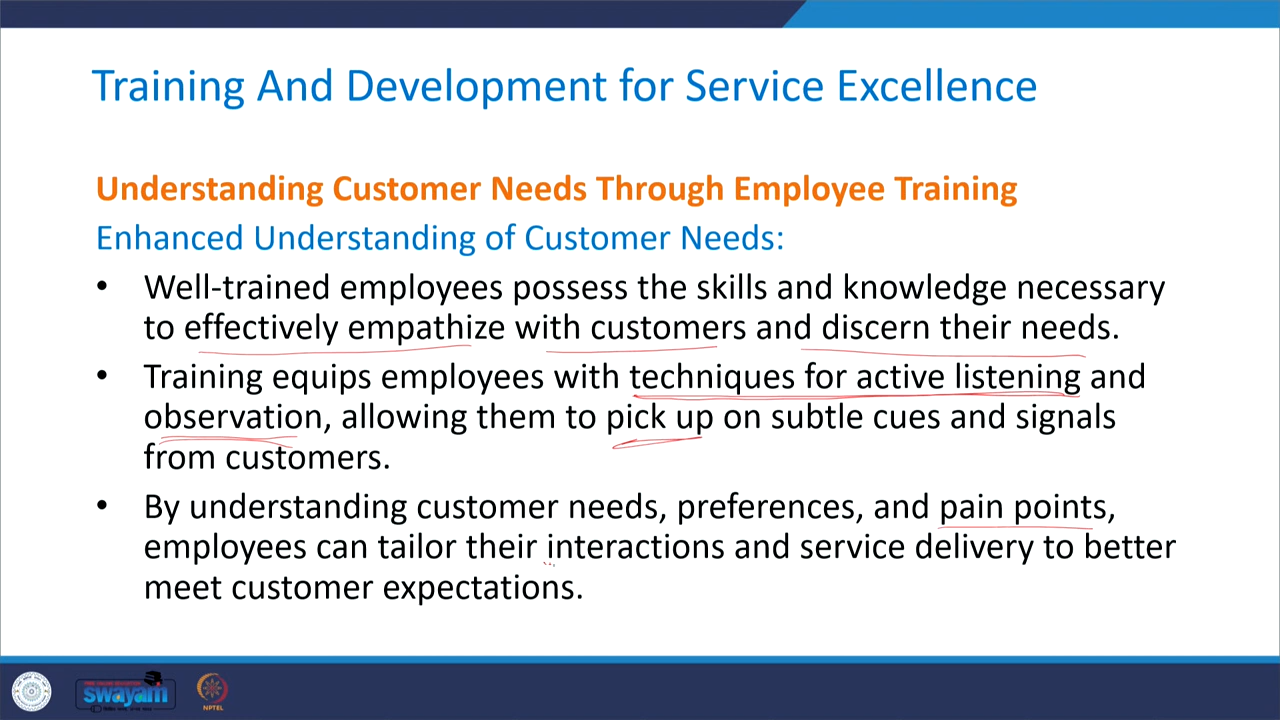 Training And Development for Service Excellence
Understanding Customer Needs Through Employee Training
Enhanced Understanding of Customer Needs:
• Well-trained employees possess the skills and knowledge necessary
to effectively empathize with customers and discern their needs.
• Training equips employees with techniques for active listening and
observation, allowing them to pick up on subtle cues and signals
from customers.
• By understanding customer needs, preferences, and pain points,
employees can tailor their interactions and service delivery to better
meet customer expectations.
swayam
NPTEL